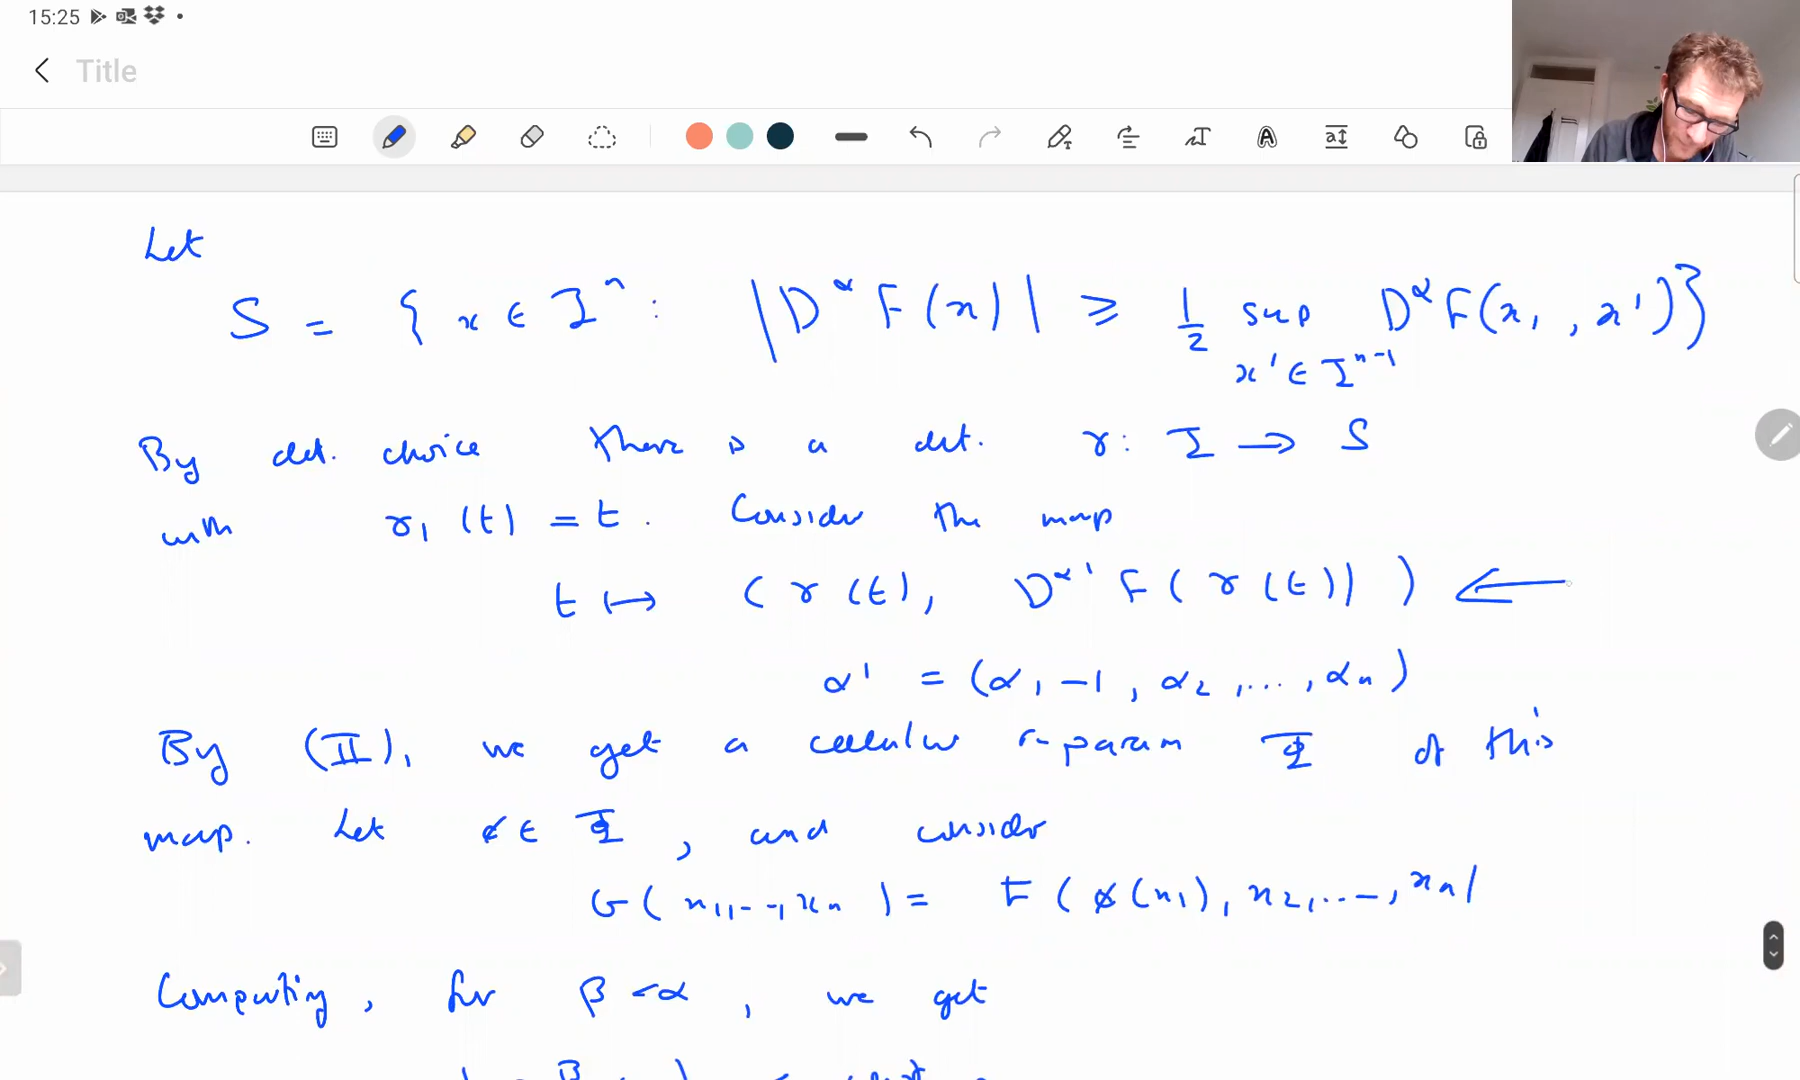 15:25
Title
Let
S = { x ∈ I^n : |D^α F(x)| ≥ 1/2 sup D^α F(x_1, x')}
x' ∈ I^{n-1}
By def. choice there is a def. γ: I → S
with γ_1(t) = t. Consider the map
t ↦ (γ(t), D^{α'} F(γ(t)))
α' = (α_1 -1, α_2, ..., α_n)
By (II), we get a cellular r-param Φ of this
map. Let ϕ ∈ Φ, and consider
G(x_1, --, x_n) = F(ϕ(x_1), x_2, ..., x_n)
Computing, for β < α, we get